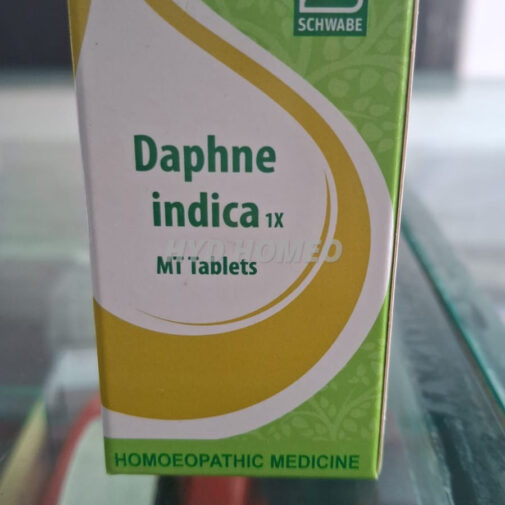 SCHWABE
Daphne
indica 1X
HYD HOMEO
MT Tablets
HOMOEOPATHIC MEDICINE